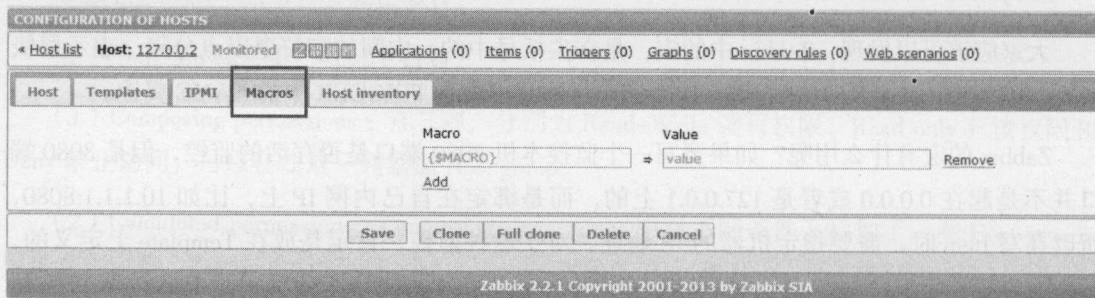 CONFIGURATION OF HOSTS
« Host list Host: 127.0.0.2 Monitored Applications (0) Items (0) Triggers (0) Graphs (0) Discovery rules (0) Web scenarios (0)
Host Templates IPMI Macros Host inventory
Macro Value
{$MACRO} ⇒ value Remove
Add
Save Clone Full clone Delete Cancel
Zabbix 2.2.1 Copyright 2001-2013 by Zabbix SIA